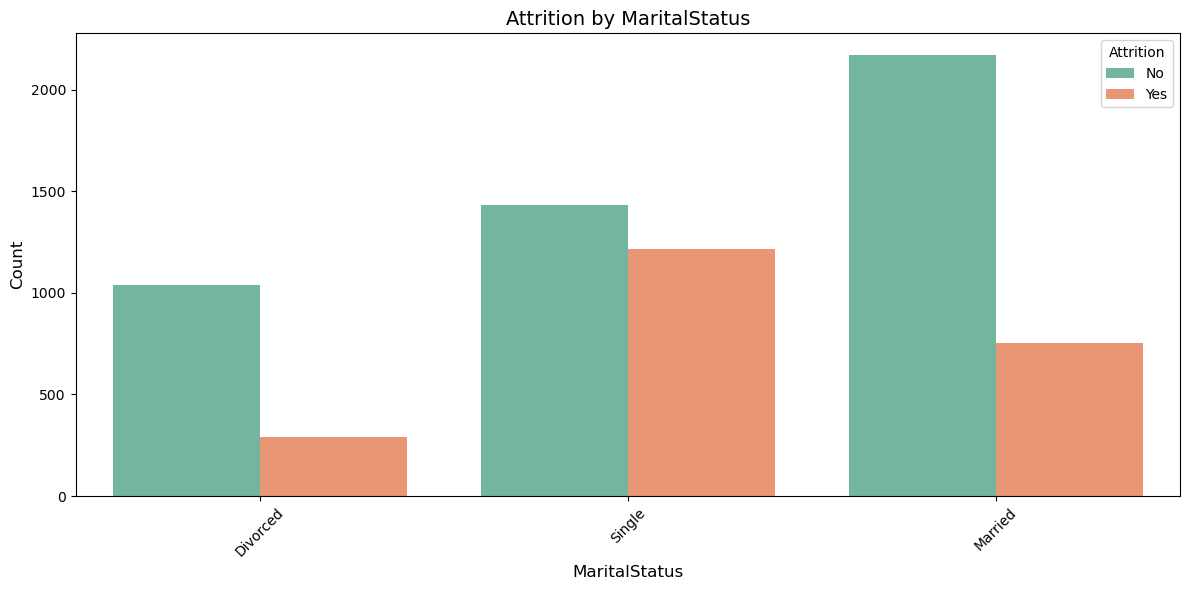 Attrition by MaritalStatus
Attrition
No
Yes
Count
2000
1500
1000
500
0
Divorced
Single
Married
MaritalStatus